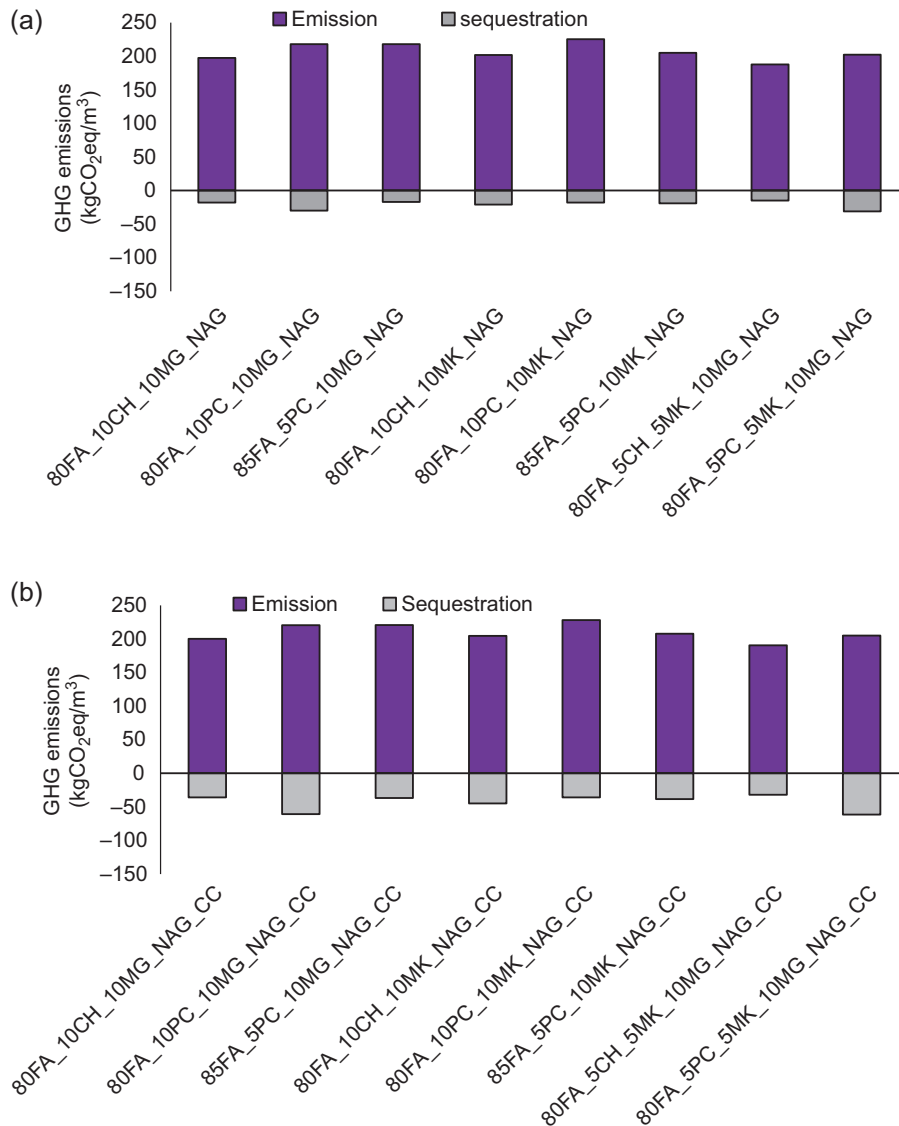 (a)
Emission sequestration
GHG emissions
(kgCO₂eq/m³)
250
200
150
100
50
0
–50
–100
–150
80FA_10CH_10MG_NAG
80FA_10PC_10MG_NAG
85FA_5PC_10MG_NAG
80FA_10CH_10MK_NAG
80FA_10PC_10MK_NAG
85FA_5PC_10MK_NAG
80FA_5CH_5MK_10MG_NAG
80FA_5PC_5MK_10MG_NAG
(b)
Emission Sequestration
GHG emissions
(kgCO₂eq/m³)
250
200
150
100
50
0
–50
–100
–150
80FA_10CH_10MG_NAG_CC
80FA_10PC_10MG_NAG_CC
85FA_5PC_10MG_NAG_CC
80FA_10CH_10MK_NAG_CC
80FA_10PC_10MK_NAG_CC
85FA_5PC_10MK_NAG_CC
80FA_5CH_5MK_10MG_NAG_CC
80FA_5PC_5MK_10MG_NAG_CC